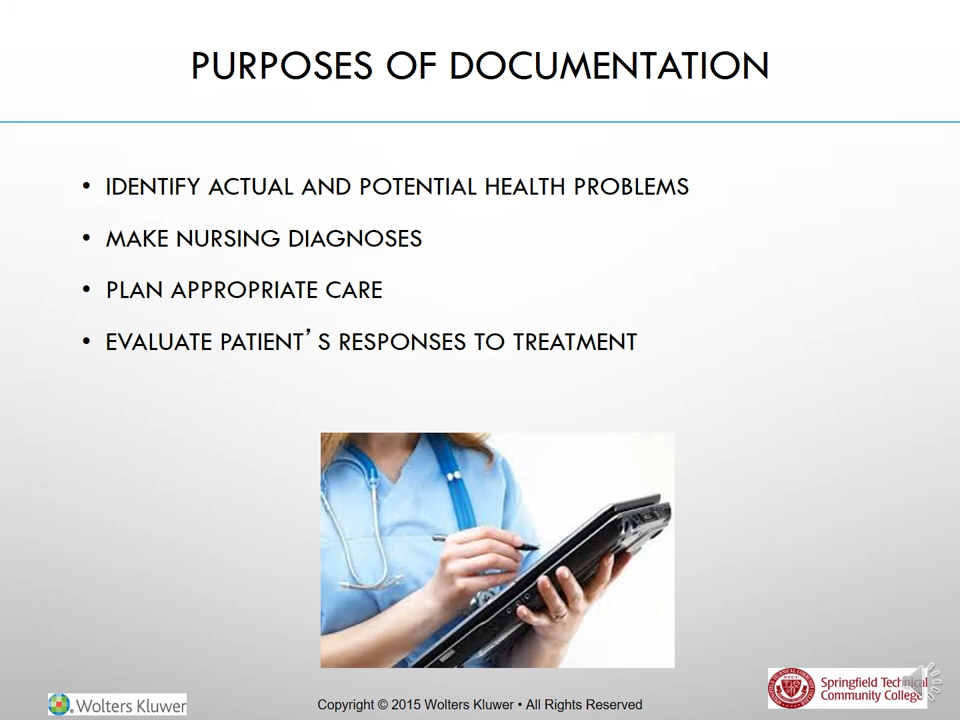 PURPOSES OF DOCUMENTATION
• IDENTIFY ACTUAL AND POTENTIAL HEALTH PROBLEMS
• MAKE NURSING DIAGNOSES
• PLAN APPROPRIATE CARE
• EVALUATE PATIENT’S RESPONSES TO TREATMENT
Wolters Kluwer
Copyright © 2015 Wolters Kluwer • All Rights Reserved
Springfield Technical
Community College